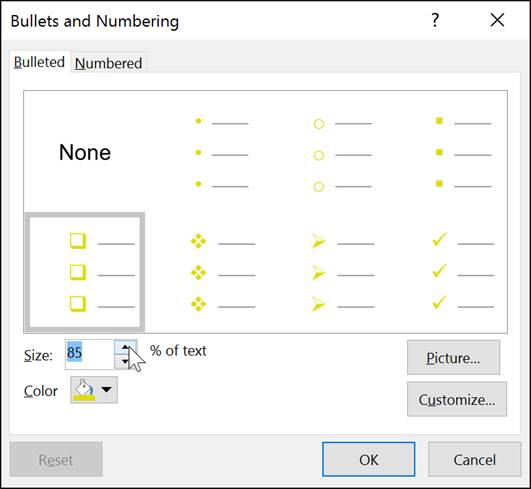 Bullets and Numbering
Bulleted Numbered
None
Size: 85 % of text
Picture...
Color
Customize...
Reset OK Cancel